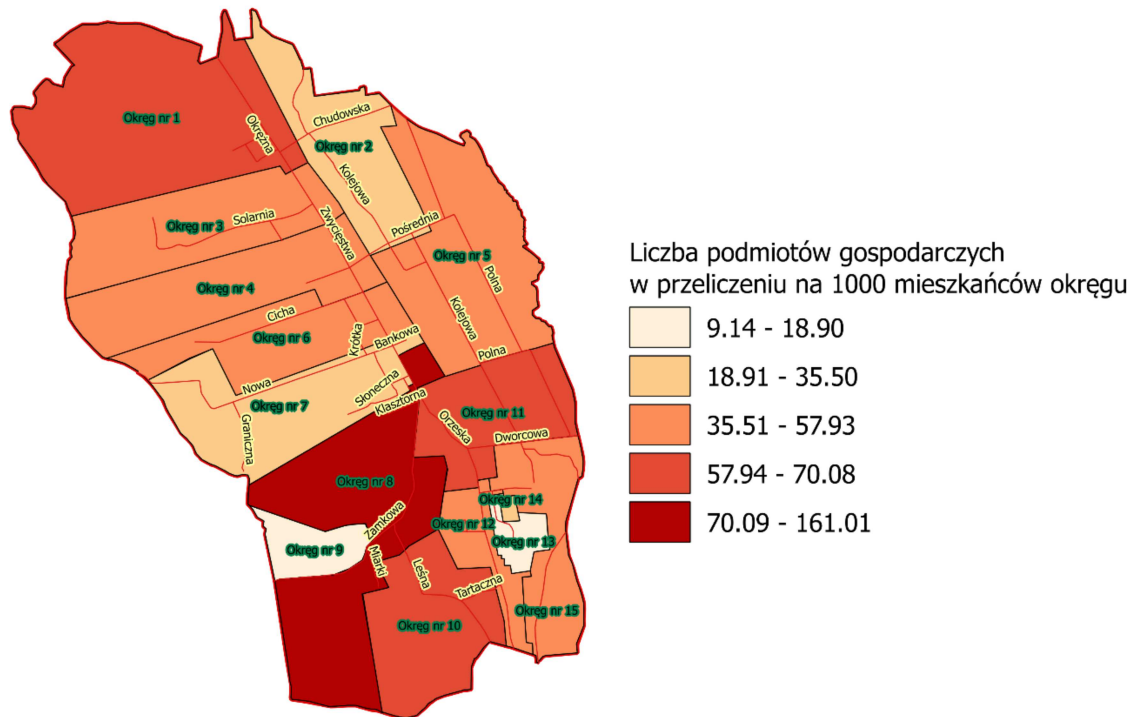 Okręg nr 1
Okrężna
Chudowska
Okręg nr 2
Kolejowa
Okręg nr 3
Solarnia
Zwycięstwa
Pośrednia
Okręg nr 5
Polna
Okręg nr 4
Cicha
Kolejowa
Okręg nr 6
Krótka
Bankowa
Polna
Nowa
Słoneczna
Okręg nr 7
Klasztorna
Graniczna
Orzeska
Okręg nr 11
Dworcowa
Okręg nr 8
Zamkowa
Okręg nr 14
Okręg nr 12
Okręg nr 13
Okręg nr 9
Miarki
Leśna
Tartaczna
Okręg nr 15
Okręg nr 10
Liczba podmiotów gospodarczych
w przeliczeniu na 1000 mieszkańców okręgu
9.14 - 18.90
18.91 - 35.50
35.51 - 57.93
57.94 - 70.08
70.09 - 161.01